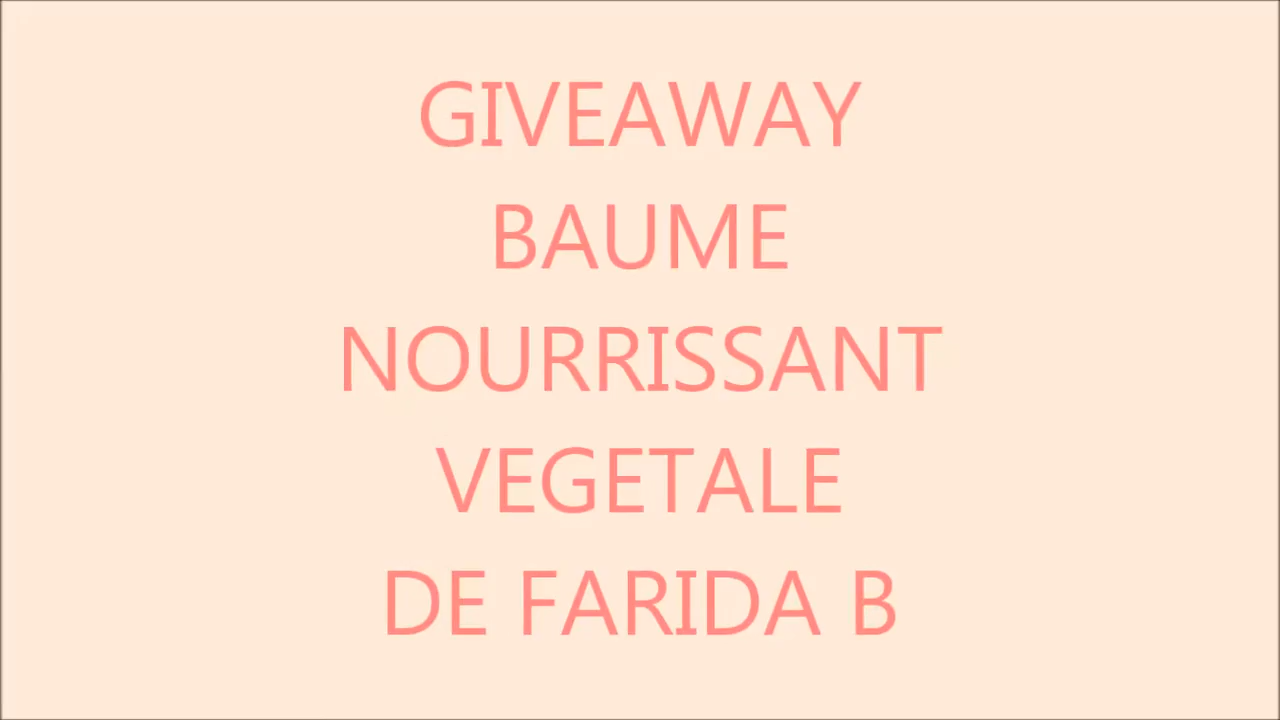 GIVEAWAY
BAUME
NOURRISSANT
VEGETALE
DE FARIDA B